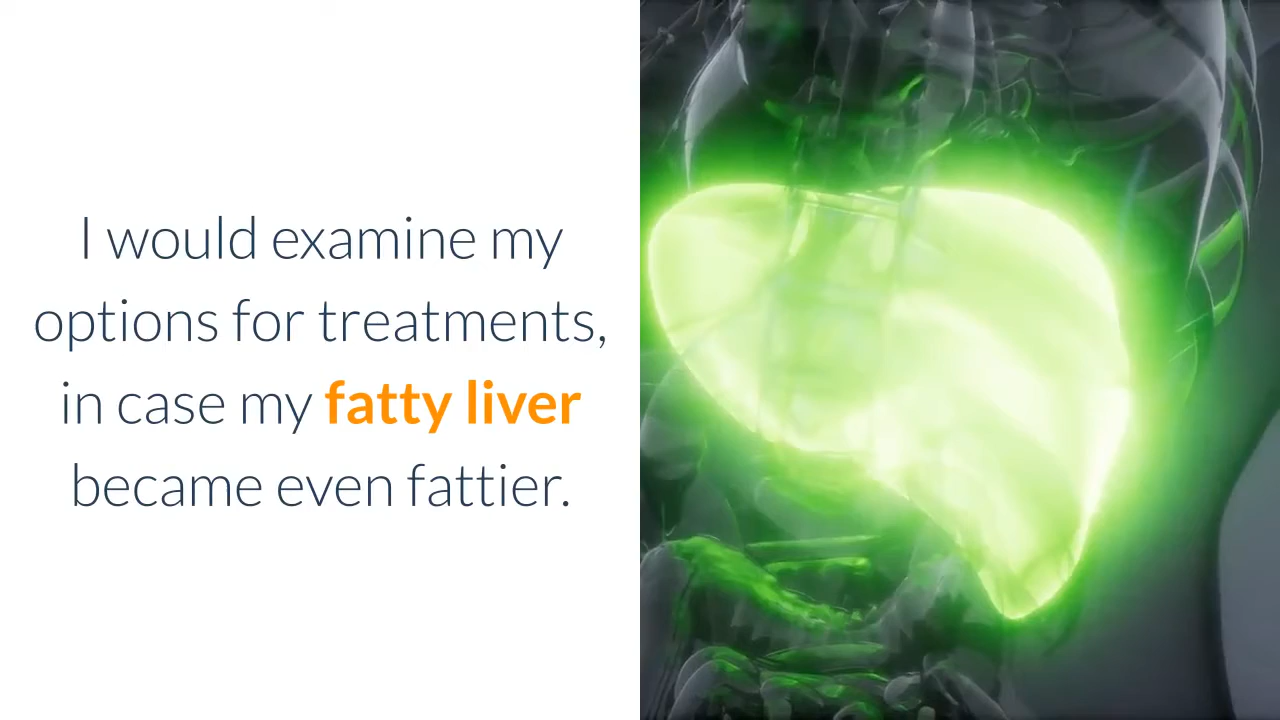 I would examine my
options for treatments,
in case my fatty liver
became even fattier.